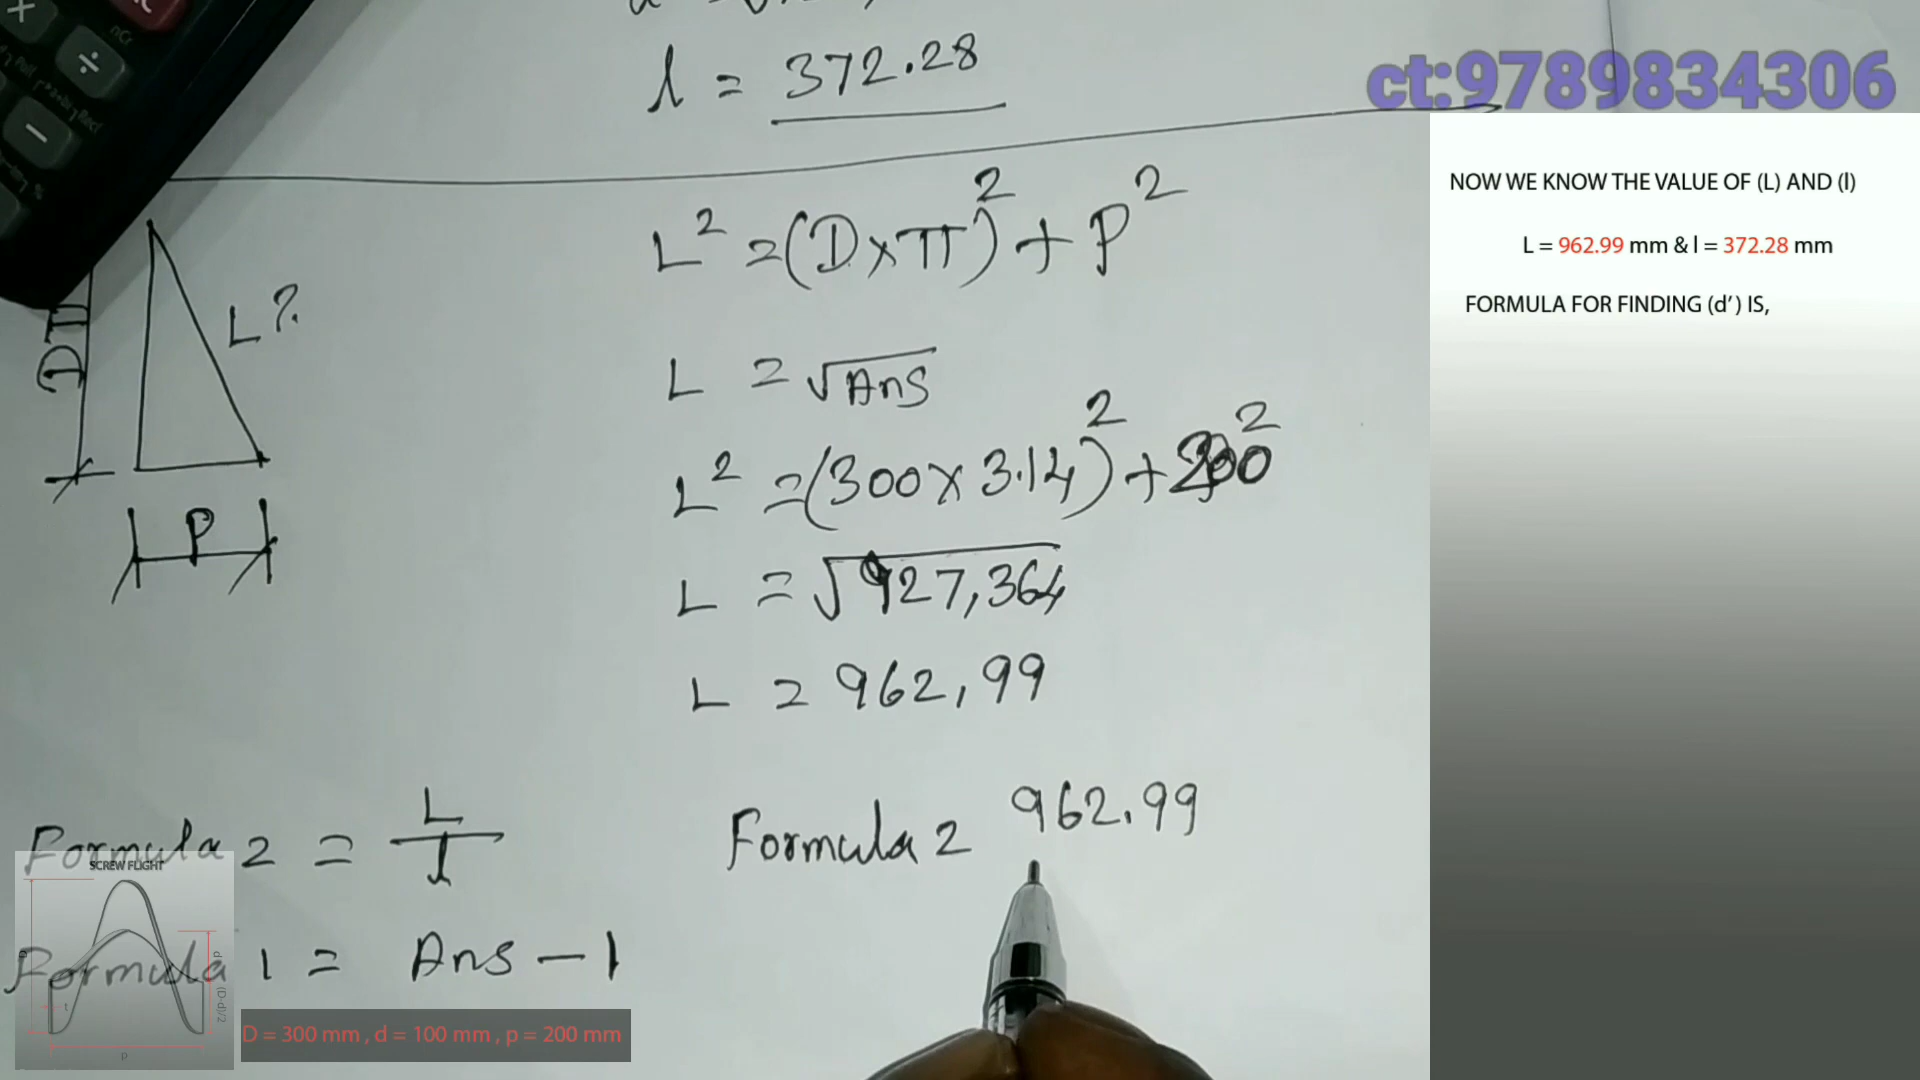 l = 372.28
ct:9789834306
NOW WE KNOW THE VALUE OF (L) AND (l)
L = 962.99 mm & l = 372.28 mm
FORMULA FOR FINDING (d') IS,
L² = (D×π)² + P²
L?
Dπ
P
L = √Ans
L² = (300×3.14)² + 200²
L = √927,364
L = 962,99
Formula 2 = L/l
Formula 2 962.99
SCREW FLIGHT
Formula 1 = Ans - 1
t
(D-d)/2
p
D = 300 mm , d = 100 mm , p = 200 mm